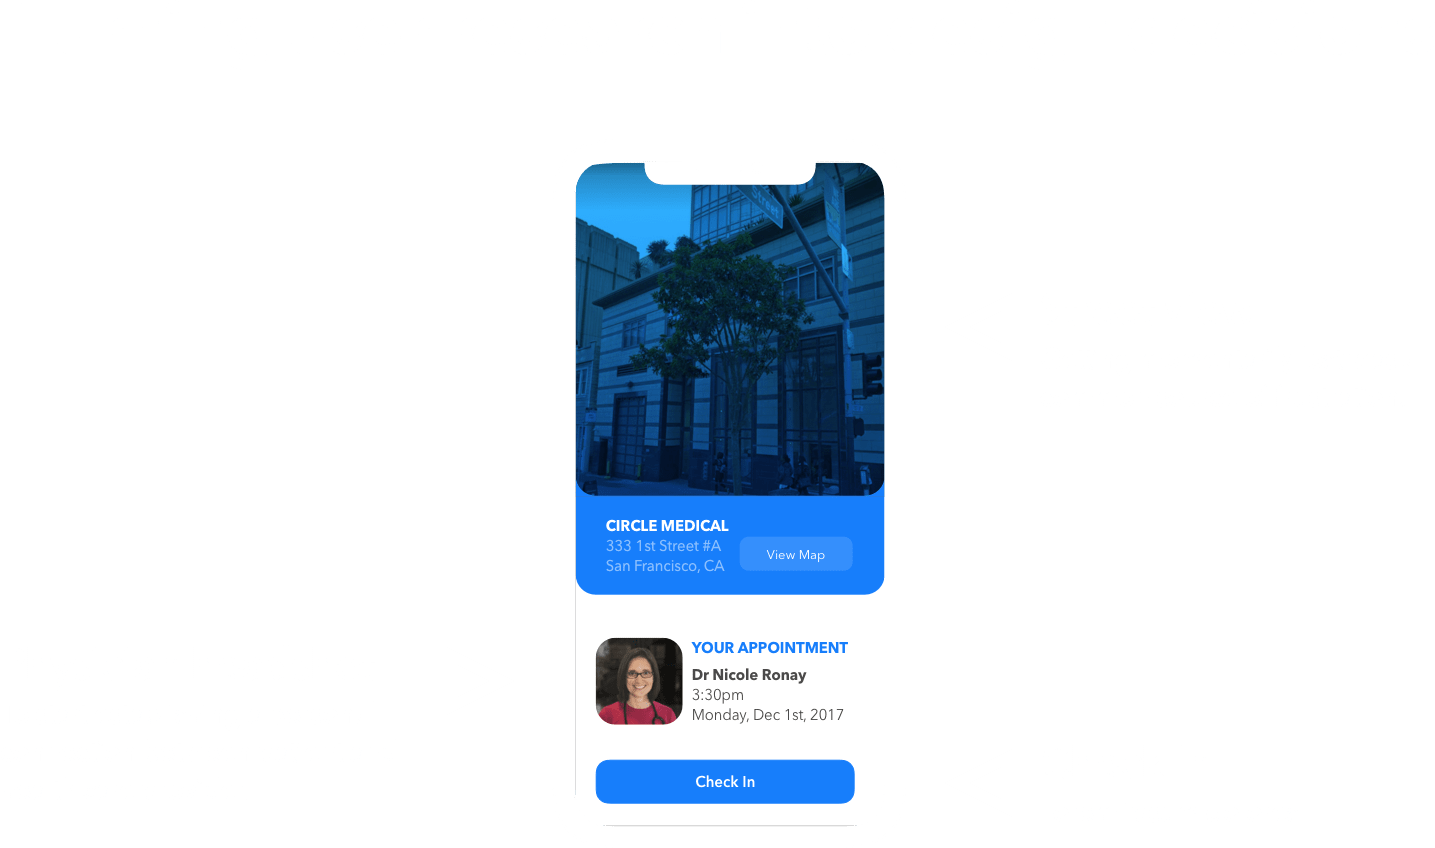 Street
CIRCLE MEDICAL
333 1st Street #A
San Francisco, CA
View Map
YOUR APPOINTMENT
Dr Nicole Ronay
3:30pm
Monday, Dec 1st, 2017
Check In